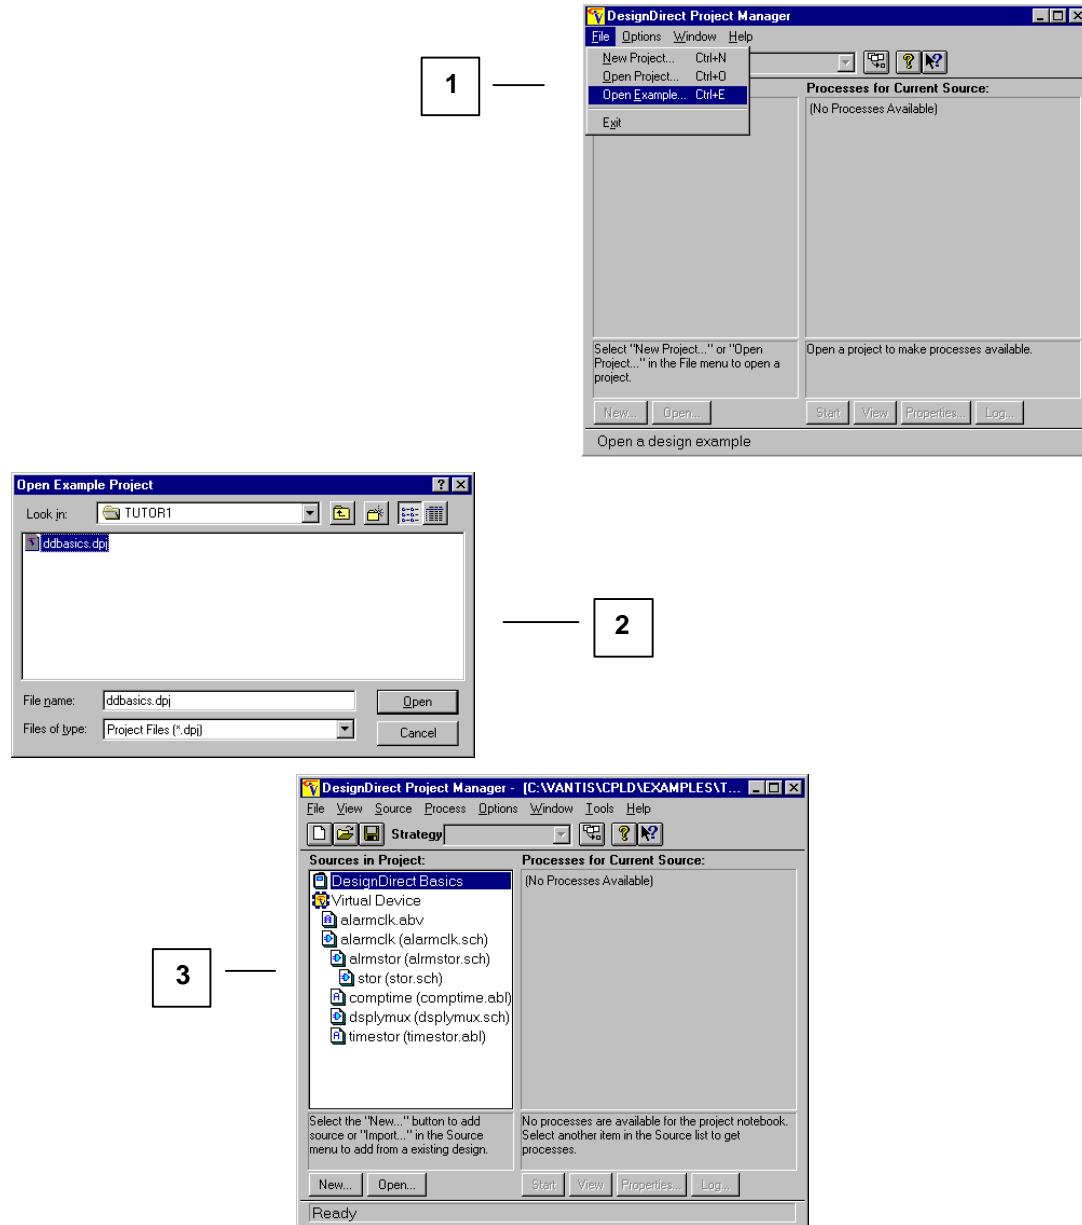 DesignDirect Project Manager
File Options Window Help
New Project... Ctrl+N
Open Project... Ctrl+O
Open Example... Ctrl+E
Exit
1
Processes for Current Source:
(No Processes Available)
Select "New Project..." or "Open
Project..." in the File menu to open a
project.
Open a project to make processes available.
New... Open...
Start View Properties... Log...
Open a design example
Open Example Project
Look in: TUTOR1
ddbasics.dpj
2
File name: ddbasics.dpj Open
Files of type: Project Files (*.dpj) Cancel
DesignDirect Project Manager - [C:\VANTIS\CPLD\EXAMPLES\T...
File View Source Process Options Window Tools Help
Strategy
Sources in Project:
DesignDirect Basics
Virtual Device
alarmclk.abv
alarmclk (alarmclk.sch)
alrmstor (alrmstor.sch)
stor (stor.sch)
comptime (comptime.abl)
dsplymux (dsplymux.sch)
timestor (timestor.abl)
Processes for Current Source:
(No Processes Available)
3
Select the "New..." button to add
source or "Import..." in the Source
menu to add from a existing design.
No processes are available for the project notebook.
Select another item in the Source list to get
processes.
New... Open...
Start View Properties... Log...
Ready